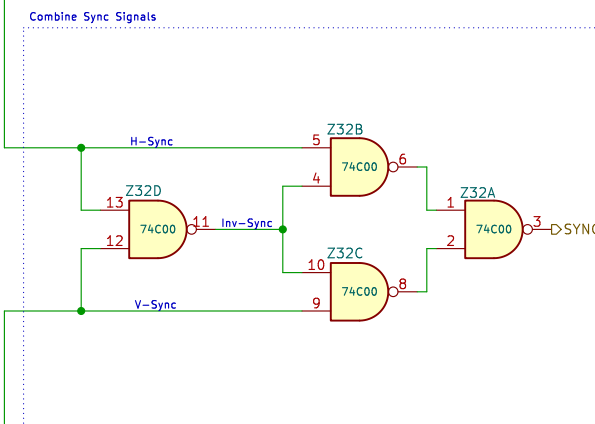 Combine Sync Signals
Z32B
H-Sync
5
6
74C00
4
Z32D
Z32A
13
1
11
Inv-Sync
74C00
74C00
3
SYNC
12
2
Z32C
10
8
74C00
V-Sync
9